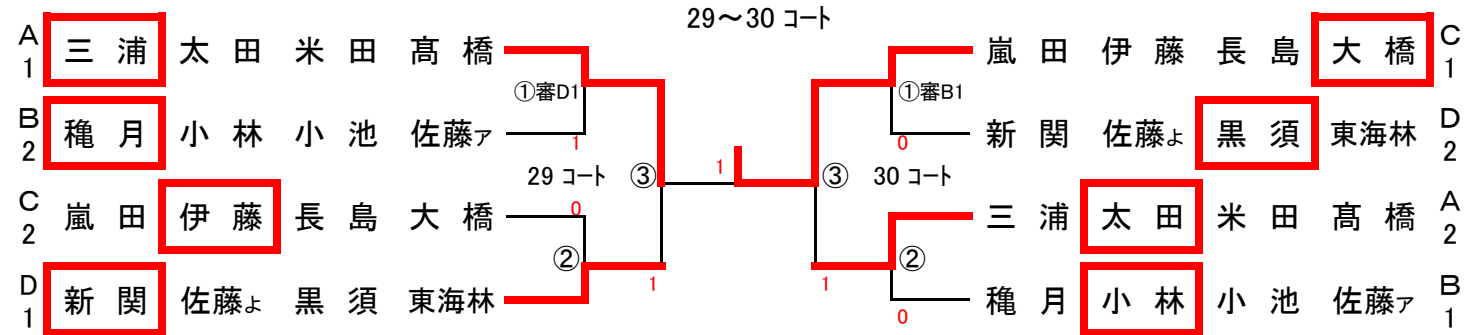 29～30 コート
A 1 三浦 太田 米田 髙橋
①審D1
B 2 穐月 小林 小池 佐藤ァ
1
29 コート ③
C 2 嵐田 伊藤 長島 大橋
0
②
D 1 新関 佐藤ょ 黒須 東海林
1
1
嵐田 伊藤 長島 大橋 C 1
①審B1
新関 佐藤ょ 黒須 東海林 D 2
0
③ 30 コート
三浦 太田 米田 髙橋 A 2
②
1
穐月 小林 小池 佐藤ァ B 1
0